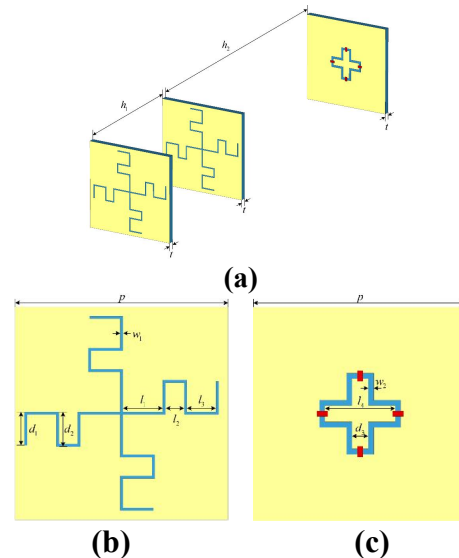 h₂
h₁
t
t
t
(a)
p
p
w₁
w₂
l₁
l₂
l₃
l₄
d₁
d₂
d₃
(b)
(c)